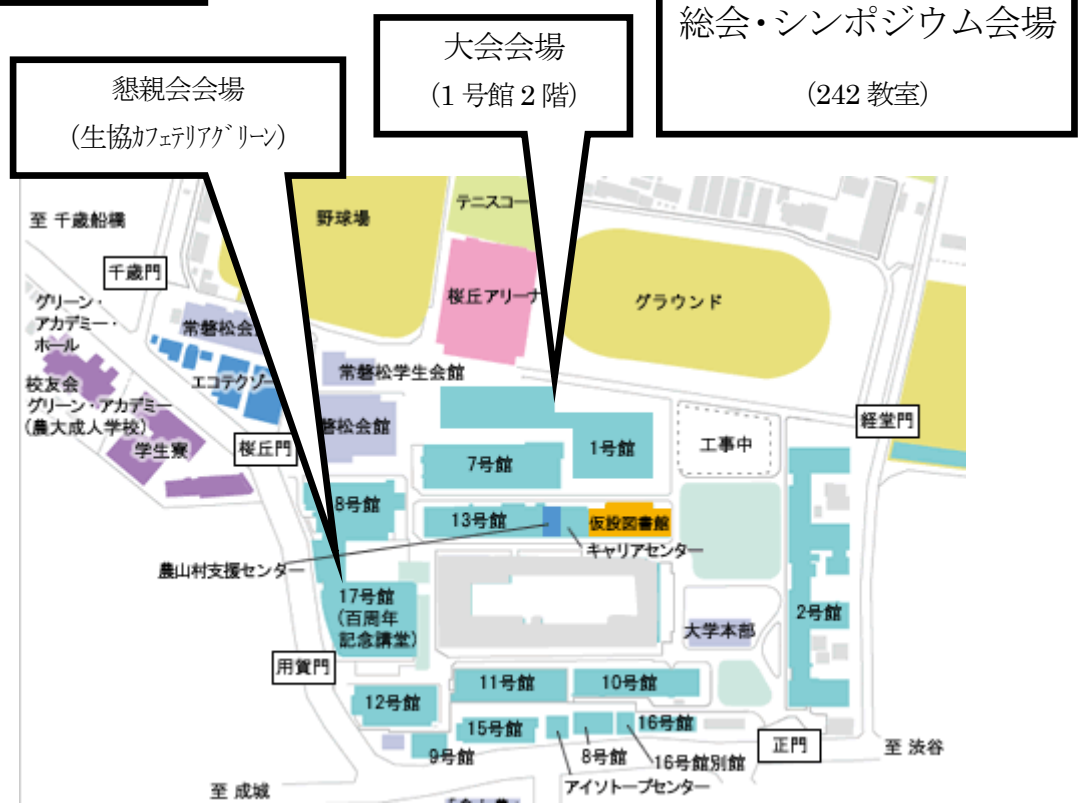 総会・シンポジウム会場
(242 教室)
大会会場
(1 号館 2 階)
懇親会会場
(生協ｶﾌｪﾃﾘｱｸﾞﾘｰﾝ)
至 千歳船橋
野球場
テニスコー
千歳門
桜丘アリーナ
グラウンド
グリーン・
アカデミー・
ホール
常磐松会
エコテクゾー
常磐松学生会館
校友会
グリーン・アカデミー
(農大成人学校)
学生寮
桜丘門
磐松会館
経堂門
1号館
工事中
7号館
8号館
13号館
仮設図書館
キャリアセンター
農山村支援センター
17号館
(百周年
記念講堂)
大学本部
2号館
用賀門
11号館
10号館
12号館
15号館
16号館
正門
至 渋谷
9号館
8号館
16号館別館
アイソトープセンター
至 成城